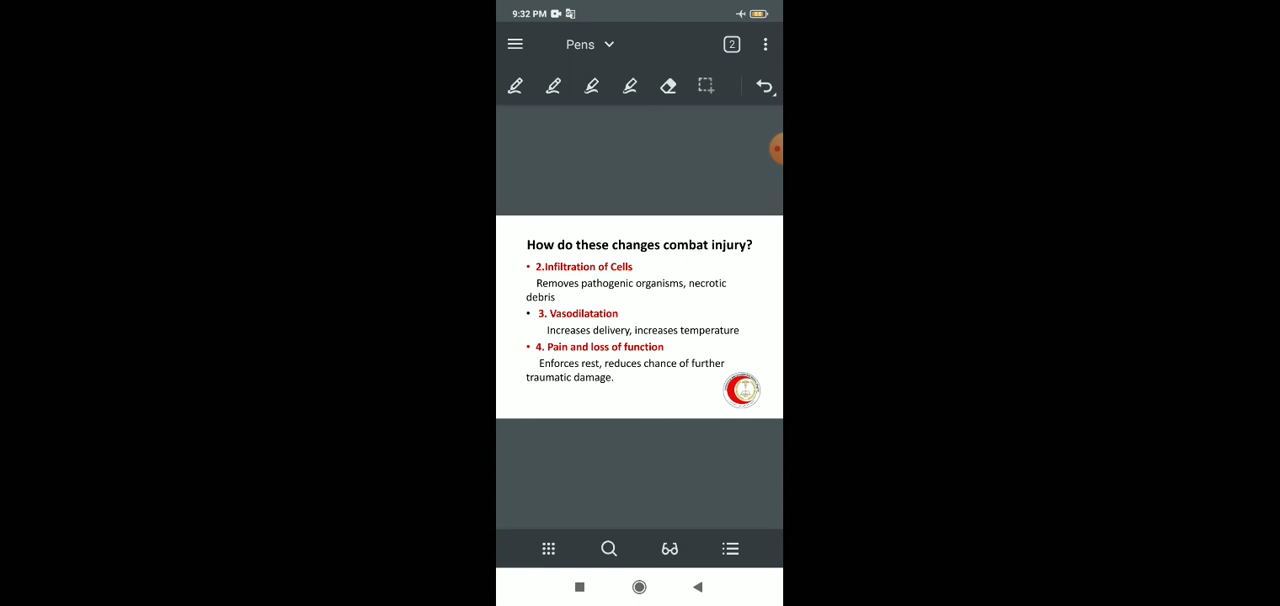 9:32 PM
Pens
2
How do these changes combat injury?
• 2.Infiltration of Cells
Removes pathogenic organisms, necrotic
debris
• 3. Vasodilatation
Increases delivery, increases temperature
• 4. Pain and loss of function
Enforces rest, reduces chance of further
traumatic damage.